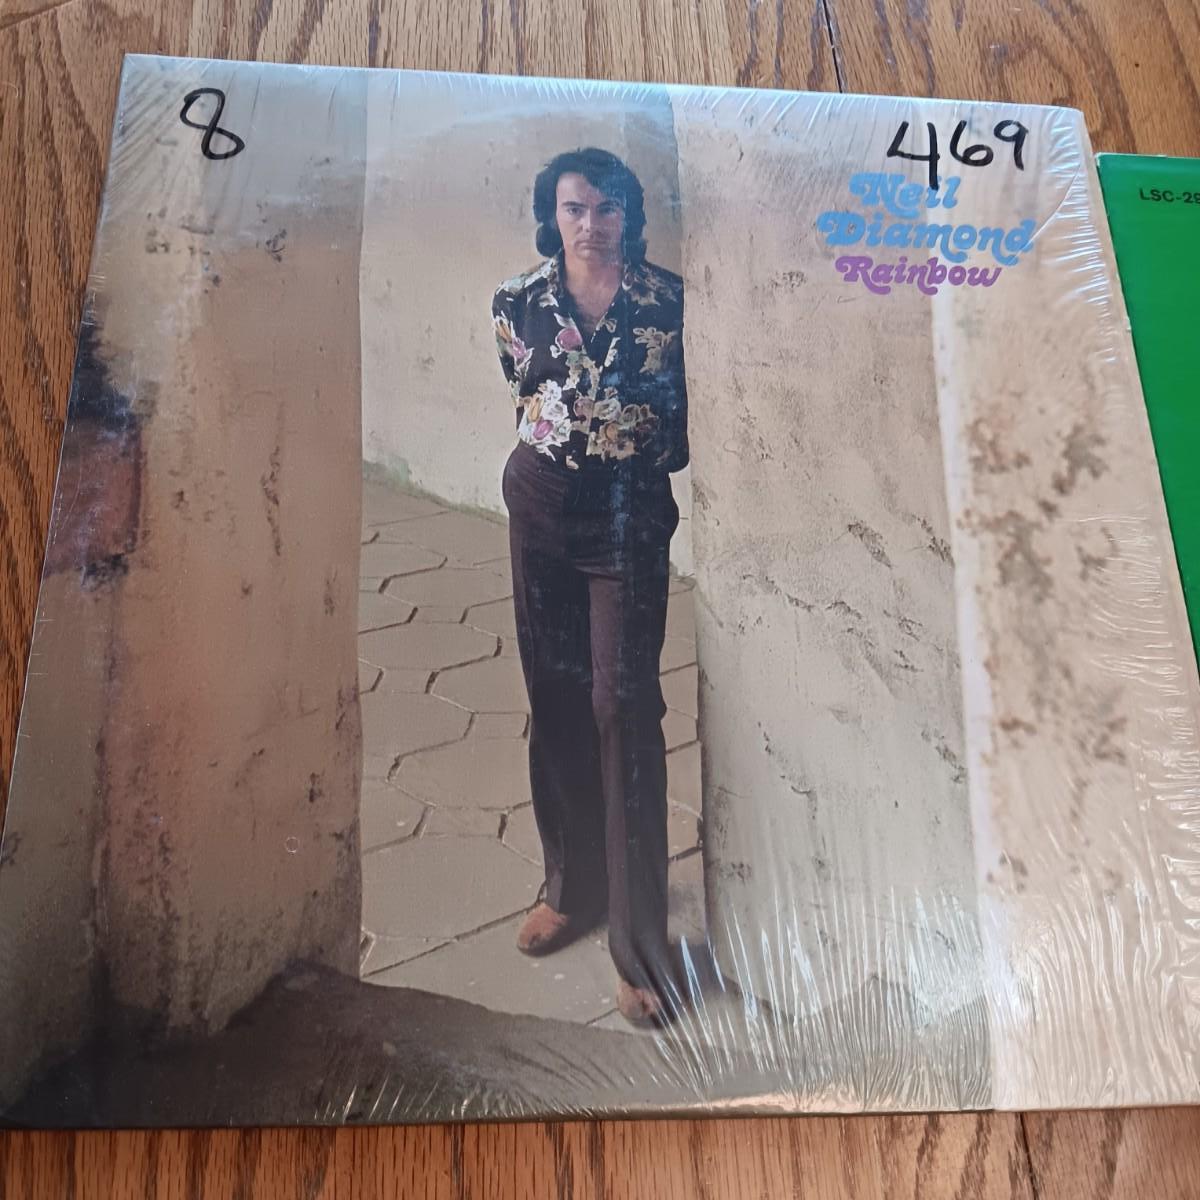 8
469
Neil
Diamond
Rainbow
LSC-29